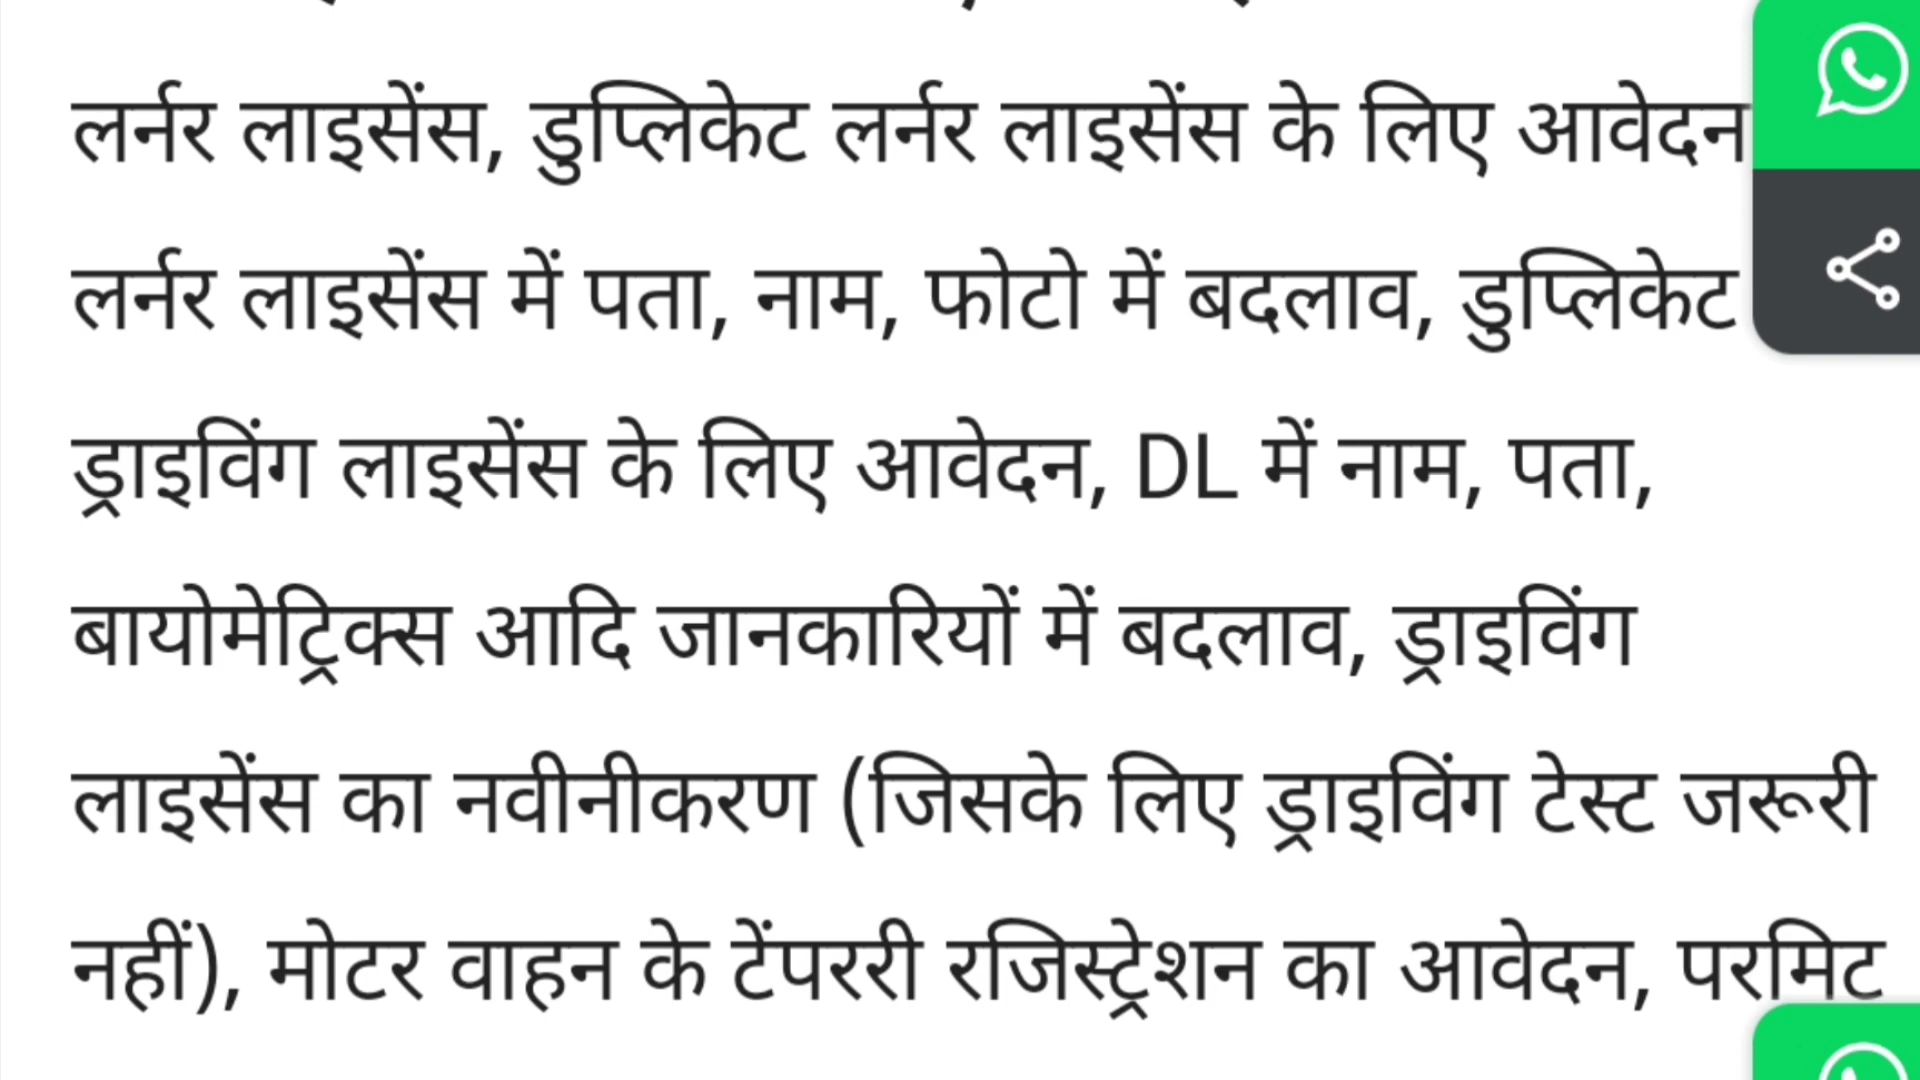 लर्नर लाइसेंस, डुप्लिकेट लर्नर लाइसेंस के लिए आवेदन
लर्नर लाइसेंस में पता, नाम, फोटो में बदलाव, डुप्लिकेट
ड्राइविंग लाइसेंस के लिए आवेदन, DL में नाम, पता,
बायोमेट्रिक्स आदि जानकारियों में बदलाव, ड्राइविंग
लाइसेंस का नवीनीकरण (जिसके लिए ड्राइविंग टेस्ट जरूरी
नहीं), मोटर वाहन के टेंपररी रजिस्ट्रेशन का आवेदन, परमिट